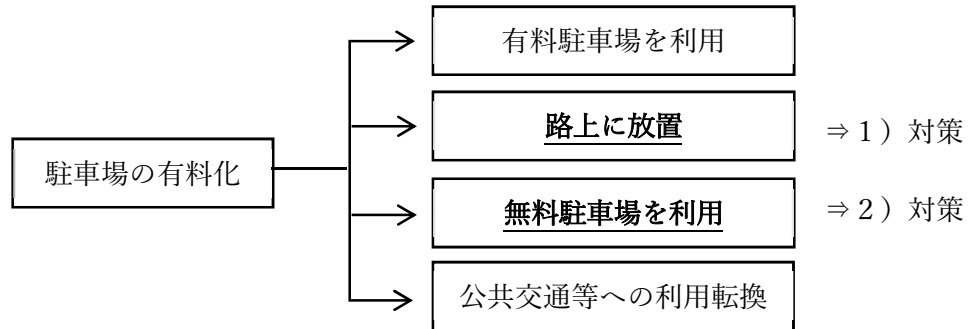 有料駐車場を利用
路上に放置
⇒１）対策
駐車場の有料化
無料駐車場を利用
⇒２）対策
公共交通等への利用転換